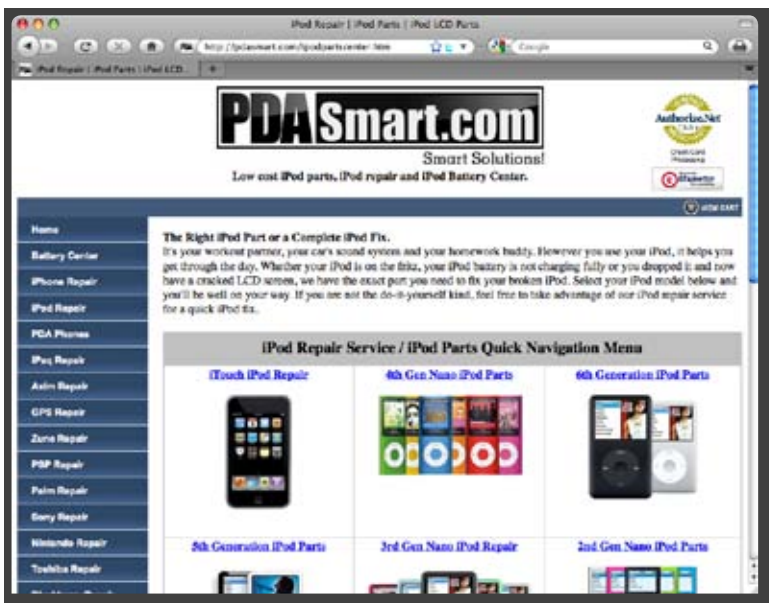 iPod Repair | iPod Parts | iPod LCD Parts
http://pdasmart.com/ipodpartscenter.htm
Google
iPod Repair | iPod Parts | iPod LCD...
PDASmart.com
Smart Solutions!
Low cost iPod parts, iPod repair and iPod Battery Center.
Authorize.Net
Credit Card
Processing
VIEW CART
Home
Battery Center
iPhone Repair
iPod Repair
PDA Phones
iPaq Repair
Axim Repair
GPS Repair
Zune Repair
PSP Repair
Palm Repair
Sony Repair
Nintendo Repair
Toshiba Repair
The Right iPod Part or a Complete iPod Fix.
It's your workout partner, your car's sound system and your homework buddy. However you use your iPod, it helps you
get through the day. Whether your iPod is on the fritz, your iPod battery is not charging fully or you dropped it and now
have a cracked LCD screen, we have the exact part you need to fix your broken iPod. Select your iPod model below and
you'll be well on your way. If you are not the do-it-yourself kind, feel free to take advantage of our iPod repair service
for a quick iPod fix.
iPod Repair Service / iPod Parts Quick Navigation Menu
iTouch iPod Repair
4th Gen Nano iPod Parts
6th Generation iPod Parts
5th Generation iPod Parts
3rd Gen Nano iPod Repair
2nd Gen Nano iPod Parts